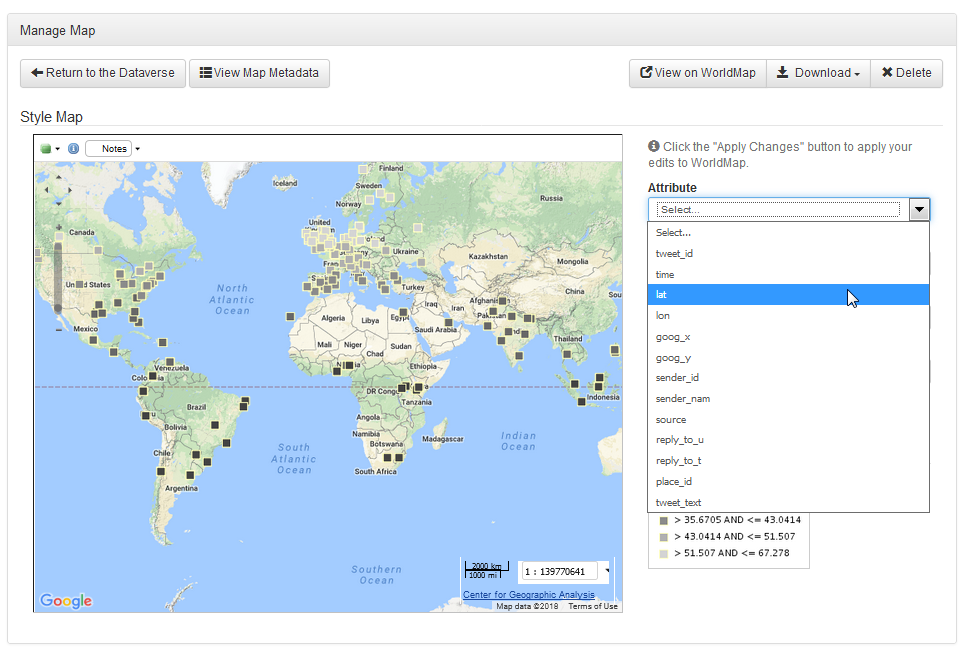 Manage Map
Return to the Dataverse
View Map Metadata
View on WorldMap
Download
Delete
Style Map
Notes
Click the "Apply Changes" button to apply your
edits to WorldMap.
Attribute
Select...
Select...
tweet_id
time
lat
lon
goog_x
goog_y
sender_id
sender_nam
source
reply_to_u
reply_to_t
place_id
tweet_text
> 35.6705 AND <= 43.0414
> 43.0414 AND <= 51.507
> 51.507 AND <= 67.278
Iceland
Finland
Sweden
Norway
Russia
United
Canada
Ukraine
Kazakhstan
Mongolia
United States
Turkey
China
North
Atlantic
Ocean
Iraq
Iran
Afghanistan
Pakistan
Algeria
Libya
Egypt
Saudi Arabia
Mexico
Mali
Niger
Chad
Sudan
Thailand
Ethiopia
Venezuela
DR Congo
Tanzania
Indonesia
Brazil
Bolivia
Angola
Namibia
Botswana
Madagascar
Indian
Ocean
South
Atlantic
Ocean
Chile
South Africa
Argentina
Southern
Ocean
2000 km
1000 mi
1 : 139770641
Center for Geographic Analysis
Google
Map data ©2018
Terms of Use